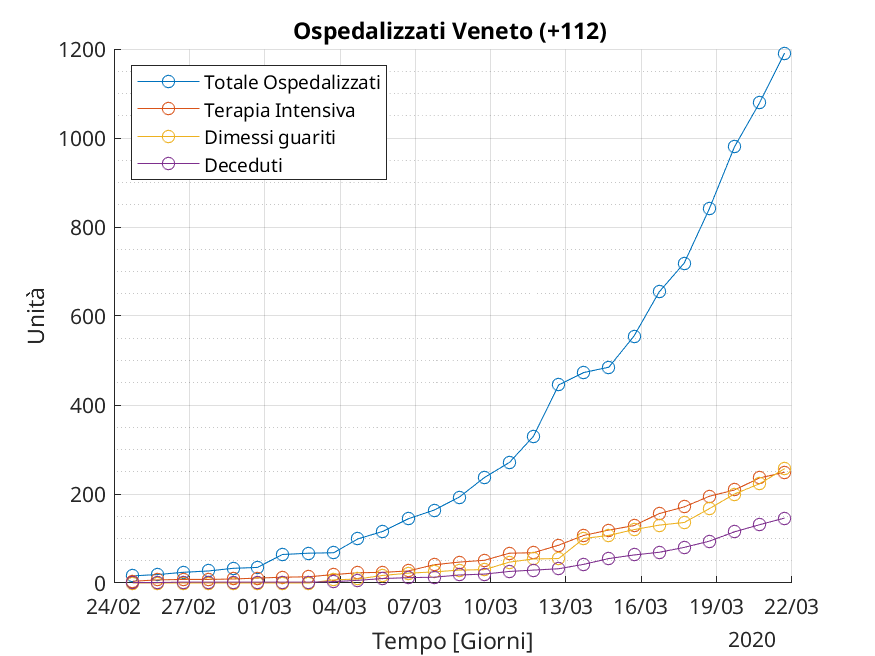 Ospedalizzati Veneto (+112)
Totale Ospedalizzati
Terapia Intensiva
Dimessi guariti
Deceduti
Unità
1200
1000
800
600
400
200
0
24/02 27/02 01/03 04/03 07/03 10/03 13/03 16/03 19/03 22/03
Tempo [Giorni]
2020